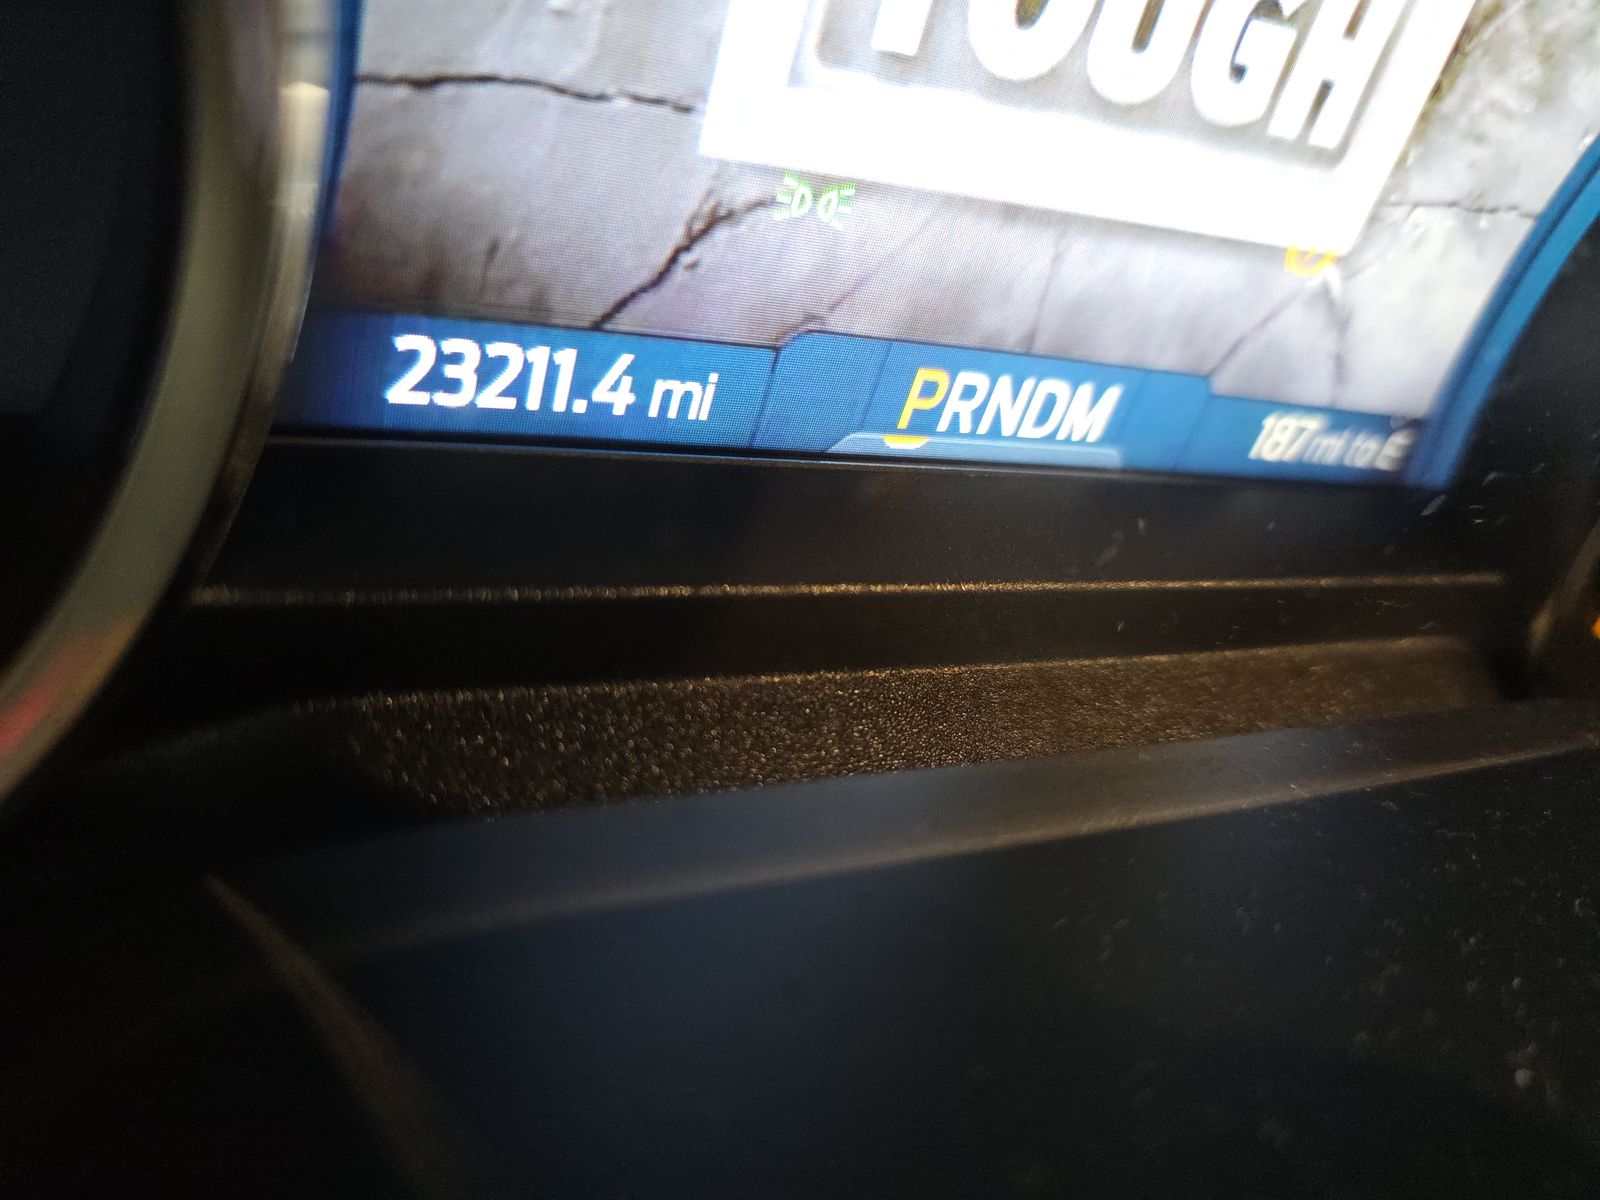 TOUGH
23211.4 mi
PRNDM
187 mi to E